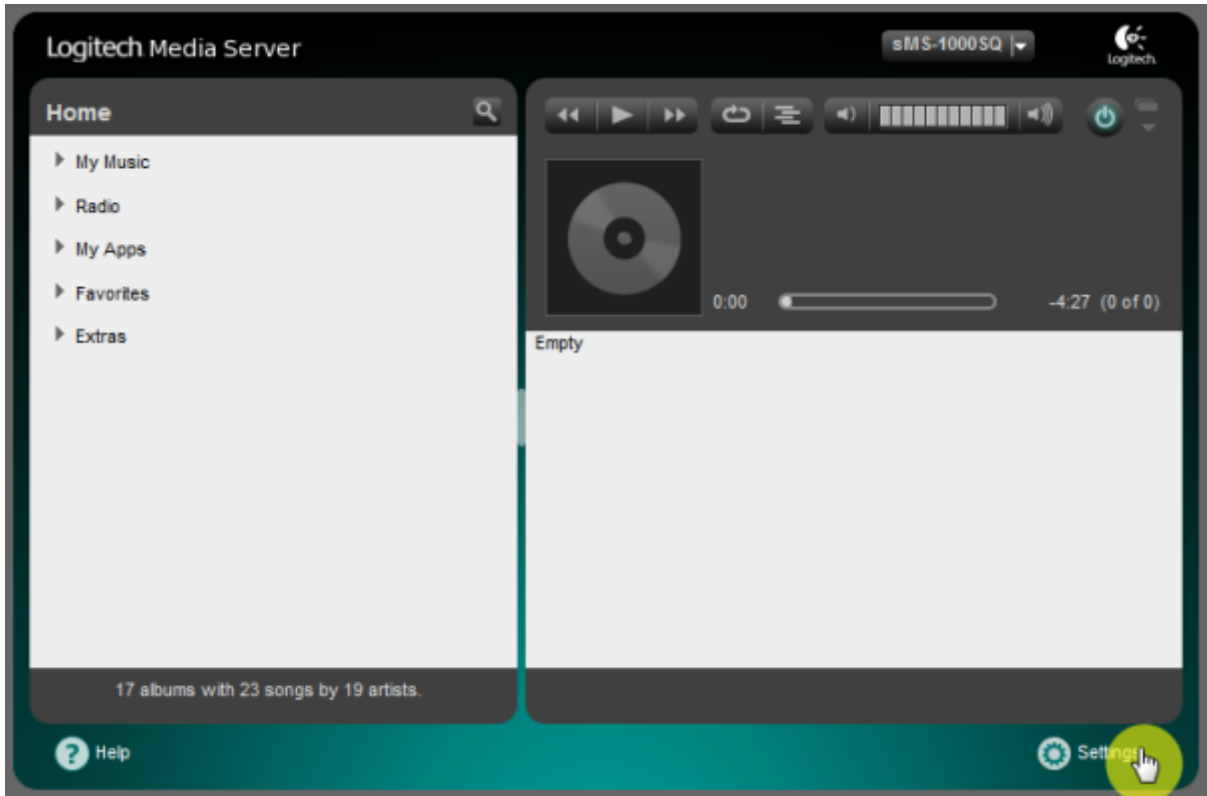 Logitech Media Server
sMS-1000SQ
Logitech
Home
My Music
Radio
My Apps
Favorites
Extras
17 albums with 23 songs by 19 artists.
0:00
-4:27 (0 of 0)
Empty
Help
Settings